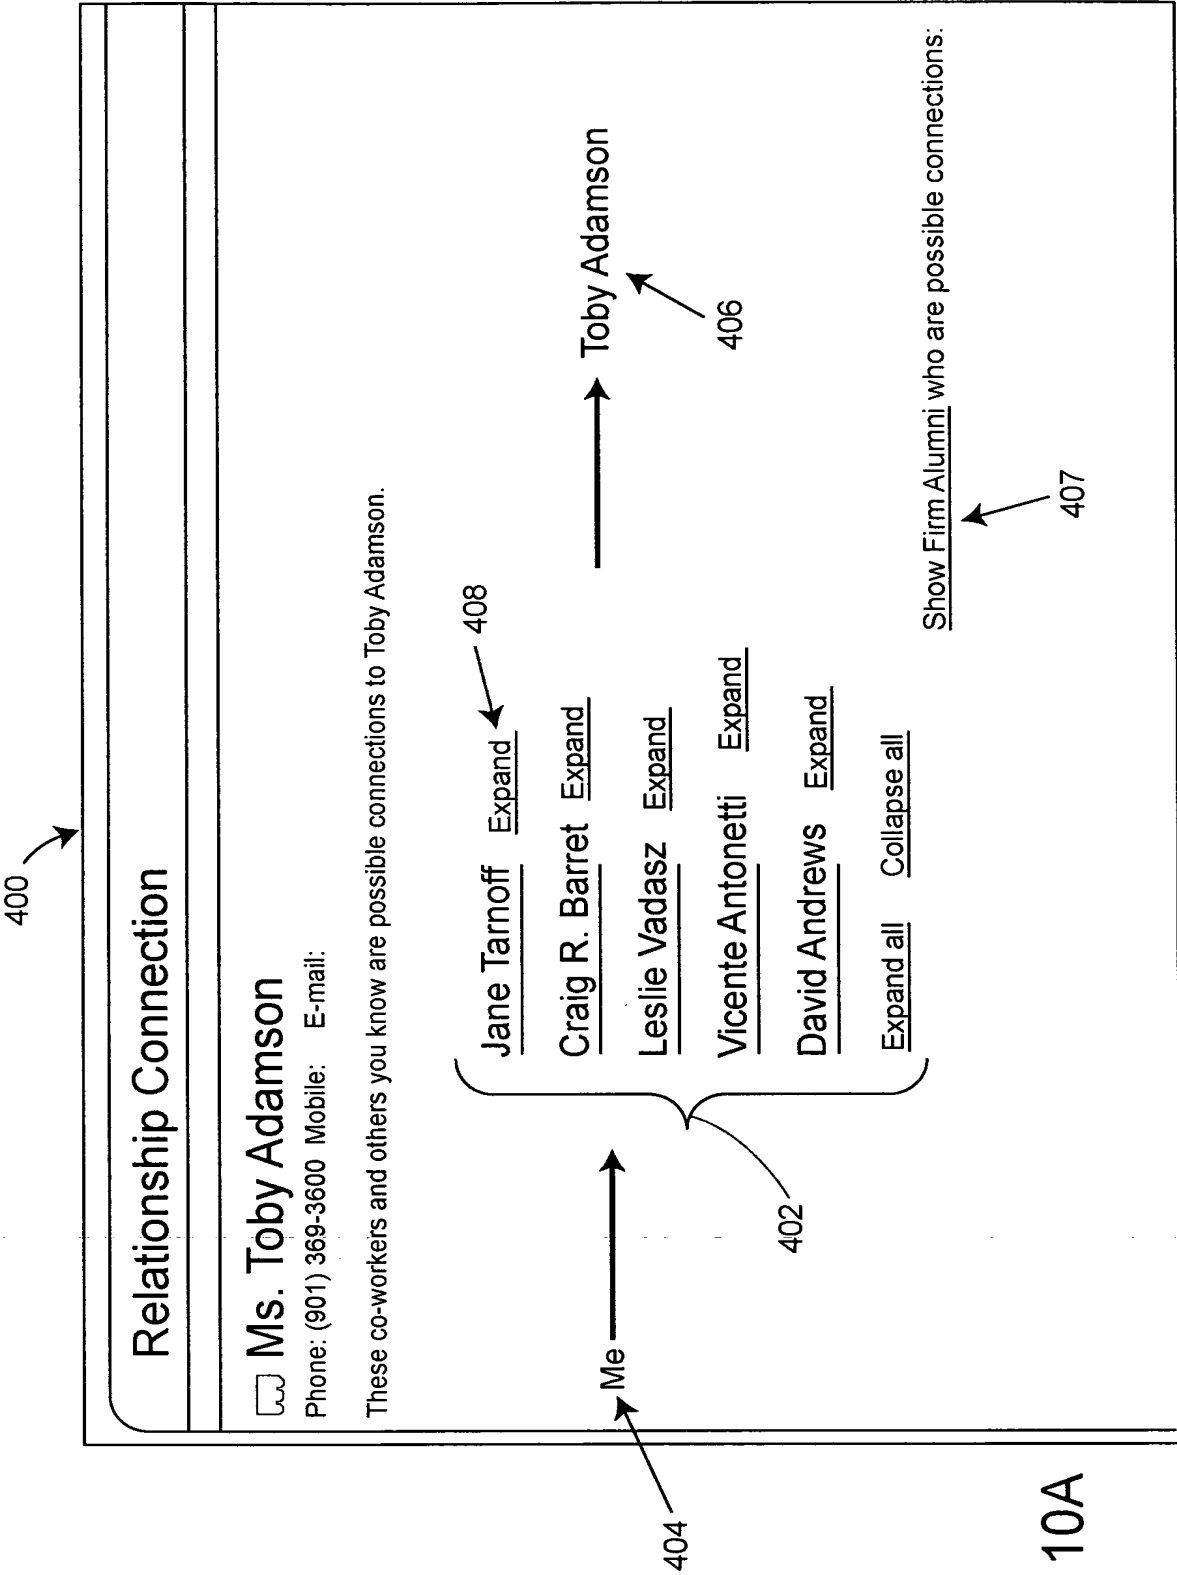 400
Relationship Connection
Ms. Toby Adamson
Phone: (901) 369-3600 Mobile: E-mail:
These co-workers and others you know are possible connections to Toby Adamson.
408
Jane Tarnoff Expand
Craig R. Barret Expand
Me
Toby Adamson
Leslie Vadasz Expand
404
406
Vicente Antonetti Expand
402
David Andrews Expand
Expand all Collapse all
Show Firm Alumni who are possible connections:
407
10A